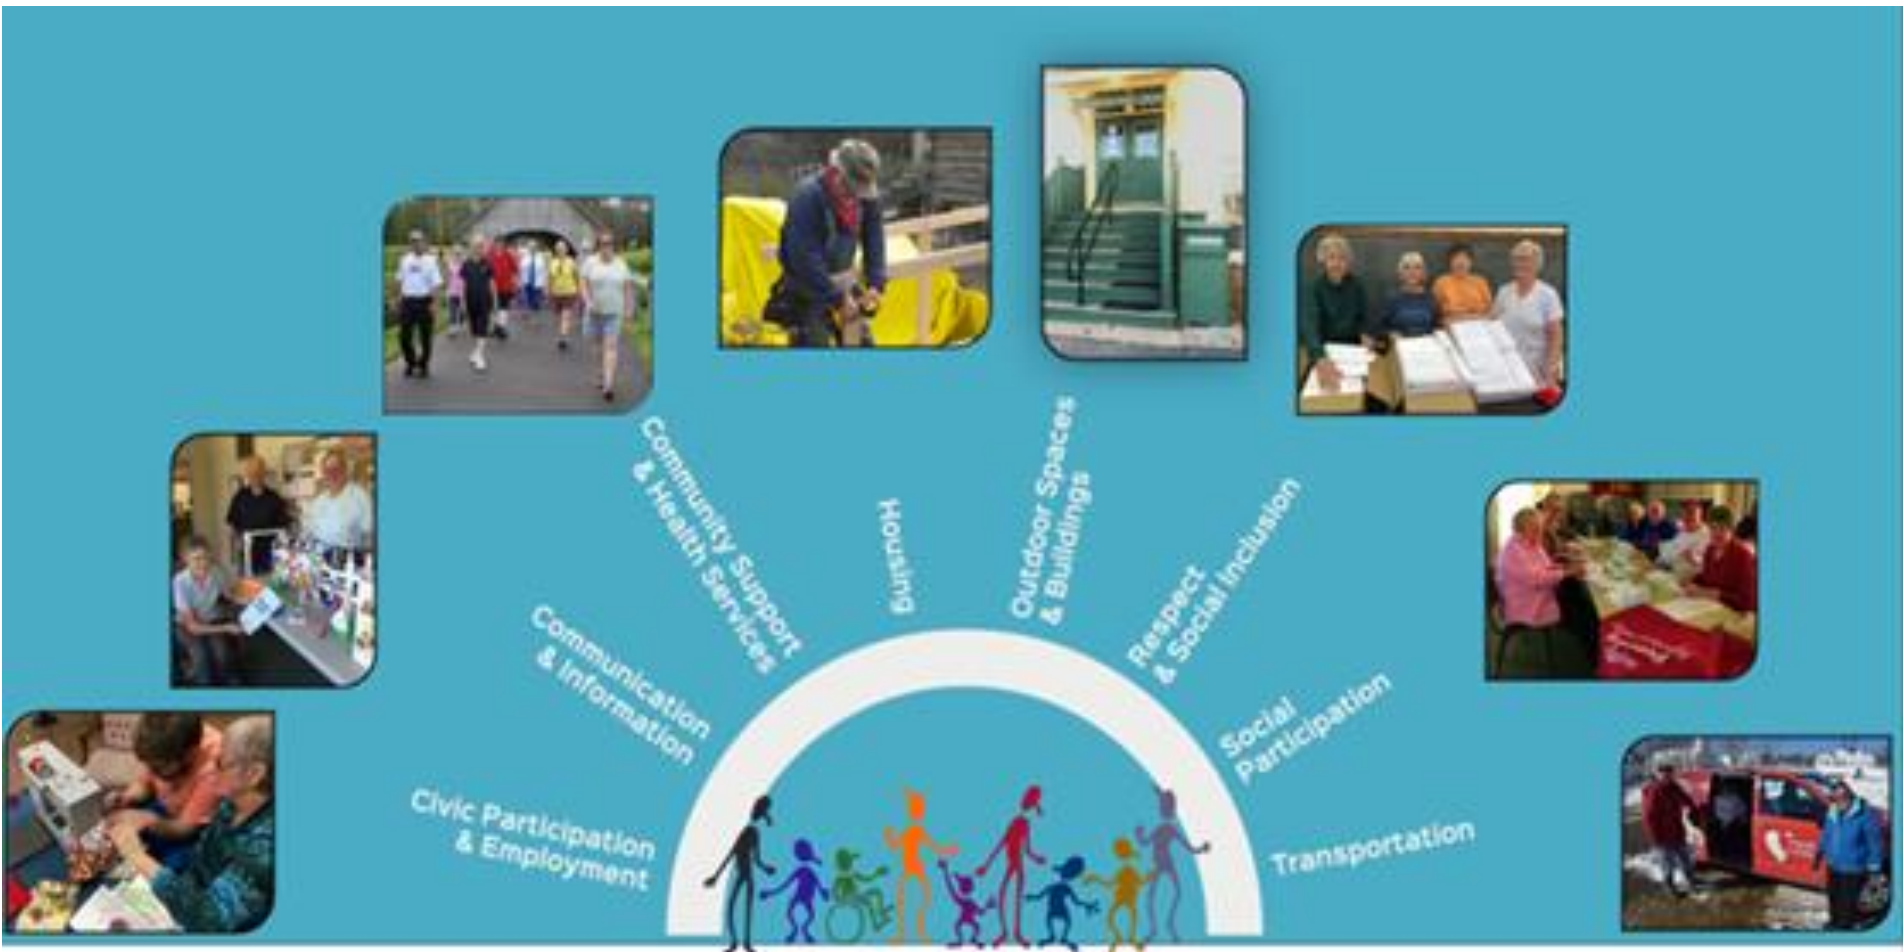 Civic Participation
& Employment
Communication
& Information
Community Support
& Health Services
Housing
Outdoor Spaces
& Buildings
Respect
& Social Inclusion
Social
Participation
Transportation